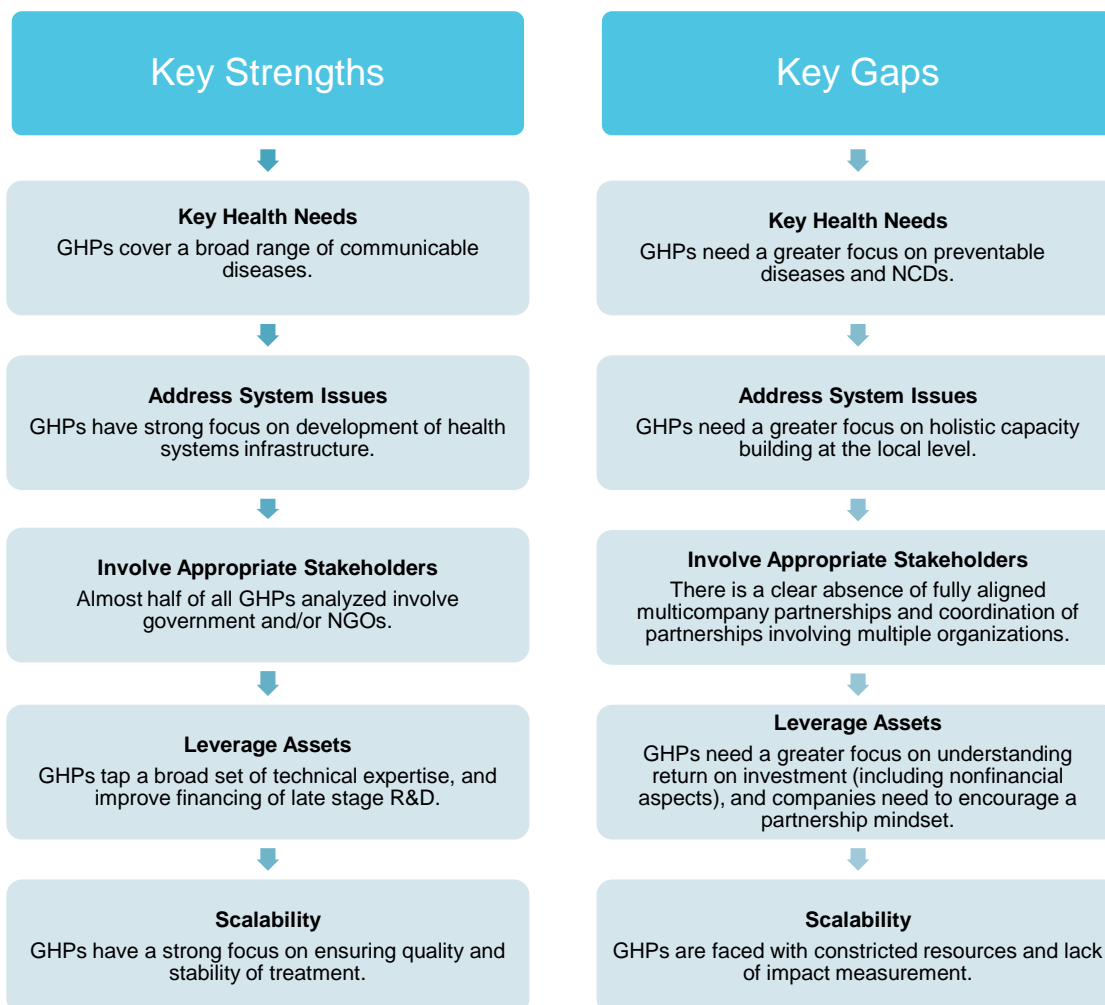 Key Strengths
Key Health Needs
GHPs cover a broad range of communicable
diseases.
Address System Issues
GHPs have strong focus on development of health
systems infrastructure.
Involve Appropriate Stakeholders
Almost half of all GHPs analyzed involve
government and/or NGOs.
Leverage Assets
GHPs tap a broad set of technical expertise, and
improve financing of late stage R&D.
Scalability
GHPs have a strong focus on ensuring quality and
stability of treatment.
Key Gaps
Key Health Needs
GHPs need a greater focus on preventable
diseases and NCDs.
Address System Issues
GHPs need a greater focus on holistic capacity
building at the local level.
Involve Appropriate Stakeholders
There is a clear absence of fully aligned
multicompany partnerships and coordination of
partnerships involving multiple organizations.
Leverage Assets
GHPs need a greater focus on understanding
return on investment (including nonfinancial
aspects), and companies need to encourage a
partnership mindset.
Scalability
GHPs are faced with constricted resources and lack
of impact measurement.